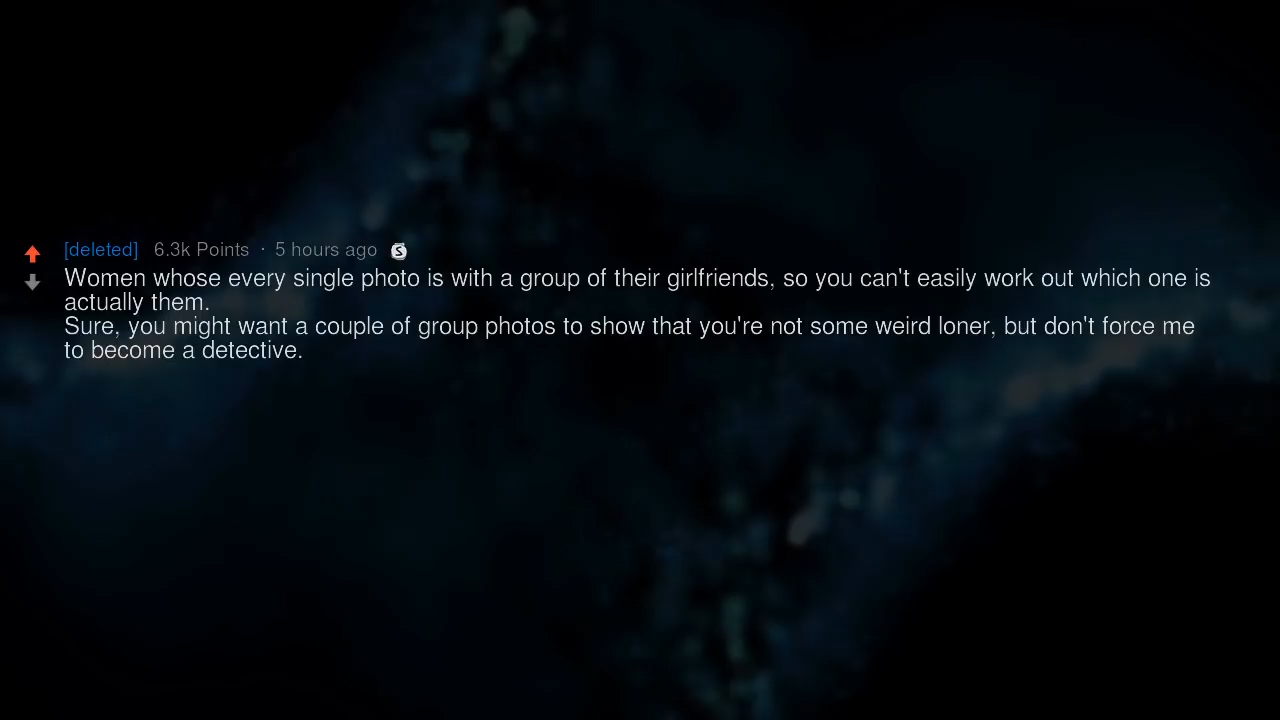 [deleted] 6.3k Points · 5 hours ago S
Women whose every single photo is with a group of their girlfriends, so you can't easily work out which one is
actually them.
Sure, you might want a couple of group photos to show that you're not some weird loner, but don't force me
to become a detective.